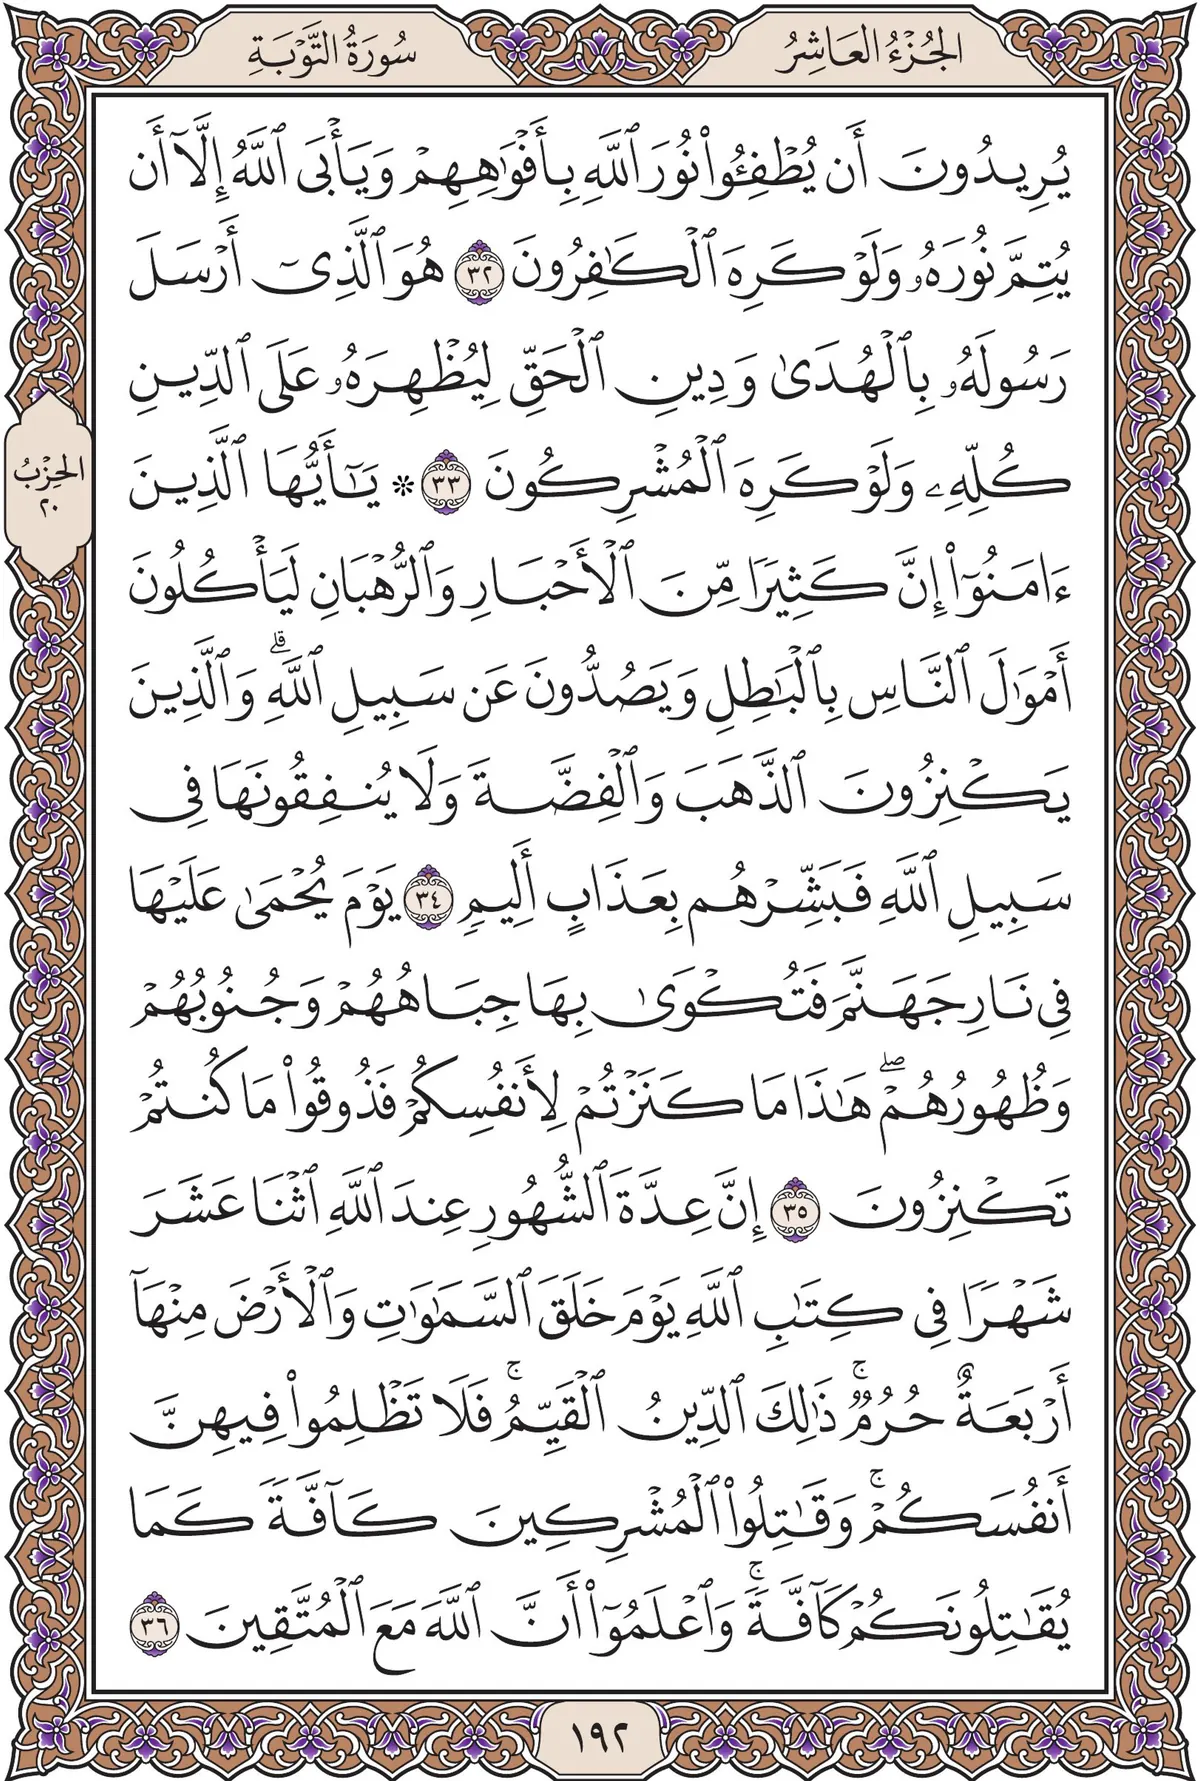 الجُزْءُ العَاشِرُ
سُورَةُ التَّوْبَةِ
يُرِيدُونَ أَن يُطْفِـُٔوا۟ نُورَ ٱللَّهِ بِأَفْوَٰهِهِمْ وَيَأْبَى ٱللَّهُ إِلَّآ أَن
يُتِمَّ نُورَهُۥ وَلَوْ كَرِهَ ٱلْكَٰفِرُونَ ٣٢ هُوَ ٱلَّذِىٓ أَرْسَلَ
رَسُولَهُۥ بِٱلْهُدَىٰ وَدِينِ ٱلْحَقِّ لِيُظْهِرَهُۥ عَلَى ٱلدِّينِ
كُلِّهِۦ وَلَوْ كَرِهَ ٱلْمُشْرِكُونَ ٣٣ * يَٰٓأَيُّهَا ٱلَّذِينَ
الحِزْبُ
٢٠
ءَامَنُوٓا۟ إِنَّ كَثِيرًا مِّنَ ٱلْأَحْبَارِ وَٱلرُّهْبَانِ لَيَأْكُلُونَ
أَمْوَٰلَ ٱلنَّاسِ بِٱلْبَٰطِلِ وَيَصُدُّونَ عَن سَبِيلِ ٱللَّهِ ۗ وَٱلَّذِينَ
يَكْنِزُونَ ٱلذَّهَبَ وَٱلْفِضَّةَ وَلَا يُنفِقُونَهَا فِى
سَبِيلِ ٱللَّهِ فَبَشِّرْهُم بِعَذَابٍ أَلِيمٍ ٣٤ يَوْمَ يُحْمَىٰ عَلَيْهَا
فِى نَارِ جَهَنَّمَ فَتُكْوَىٰ بِهَا جِبَاهُهُمْ وَجُنُوبُهُمْ
وَظُهُورُهُمْ ۖ هَٰذَا مَا كَنَزْتُمْ لِأَنفُسِكُمْ فَذُوقُوا۟ مَا كُنتُمْ
تَكْنِزُونَ ٣٥ إِنَّ عِدَّةَ ٱلشُّهُورِ عِندَ ٱللَّهِ ٱثْنَا عَشَرَ
شَهْرًا فِى كِتَٰبِ ٱللَّهِ يَوْمَ خَلَقَ ٱلسَّمَٰوَٰتِ وَٱلْأَرْضَ مِنْهَآ
أَرْبَعَةٌ حُرُمٌ ۚ ذَٰلِكَ ٱلدِّينُ ٱلْقَيِّمُ ۚ فَلَا تَظْلِمُوا۟ فِيهِنَّ
أَنفُسَكُمْ ۚ وَقَٰتِلُوا۟ ٱلْمُشْرِكِينَ كَآفَّةً كَمَا
يُقَٰتِلُونَكُمْ كَآفَّةً ۚ وَٱعْلَمُوٓا۟ أَنَّ ٱللَّهَ مَعَ ٱلْمُتَّقِينَ ٣٦
١٩٢